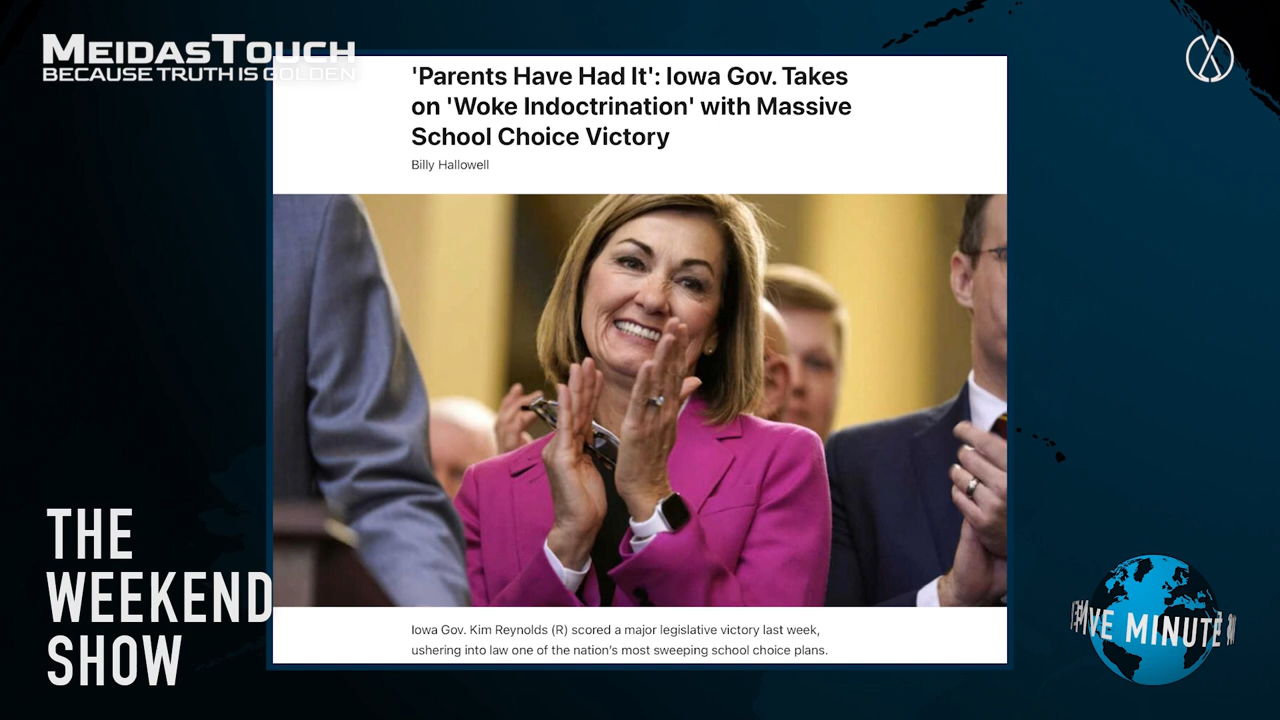 MEIDASTOUCH
BECAUSE TRUTH IS GOLDEN
'Parents Have Had It': Iowa Gov. Takes
on 'Woke Indoctrination' with Massive
School Choice Victory
Billy Hallowell
THE
WEEKEND
SHOW
Iowa Gov. Kim Reynolds (R) scored a major legislative victory last week,
ushering into law one of the nation's most sweeping school choice plans.
MINUTE